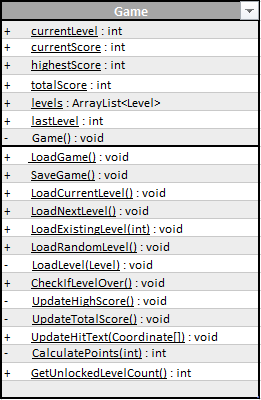 Game
+ currentLevel : int
+ currentScore : int
+ highestScore : int
+ totalScore : int
+ levels : ArrayList<Level>
+ lastLevel : int
- Game() : void
+ LoadGame() : void
+ SaveGame() : void
+ LoadCurrentLevel() : void
+ LoadNextLevel() : void
+ LoadExistingLevel(int) : void
+ LoadRandomLevel() : void
- LoadLevel(Level) : void
+ CheckIfLevelOver() : void
- UpdateHighScore() : void
- UpdateTotalScore() : void
+ UpdateHitText(Coordinate[]) : void
- CalculatePoints(int) : int
+ GetUnlockedLevelCount() : int